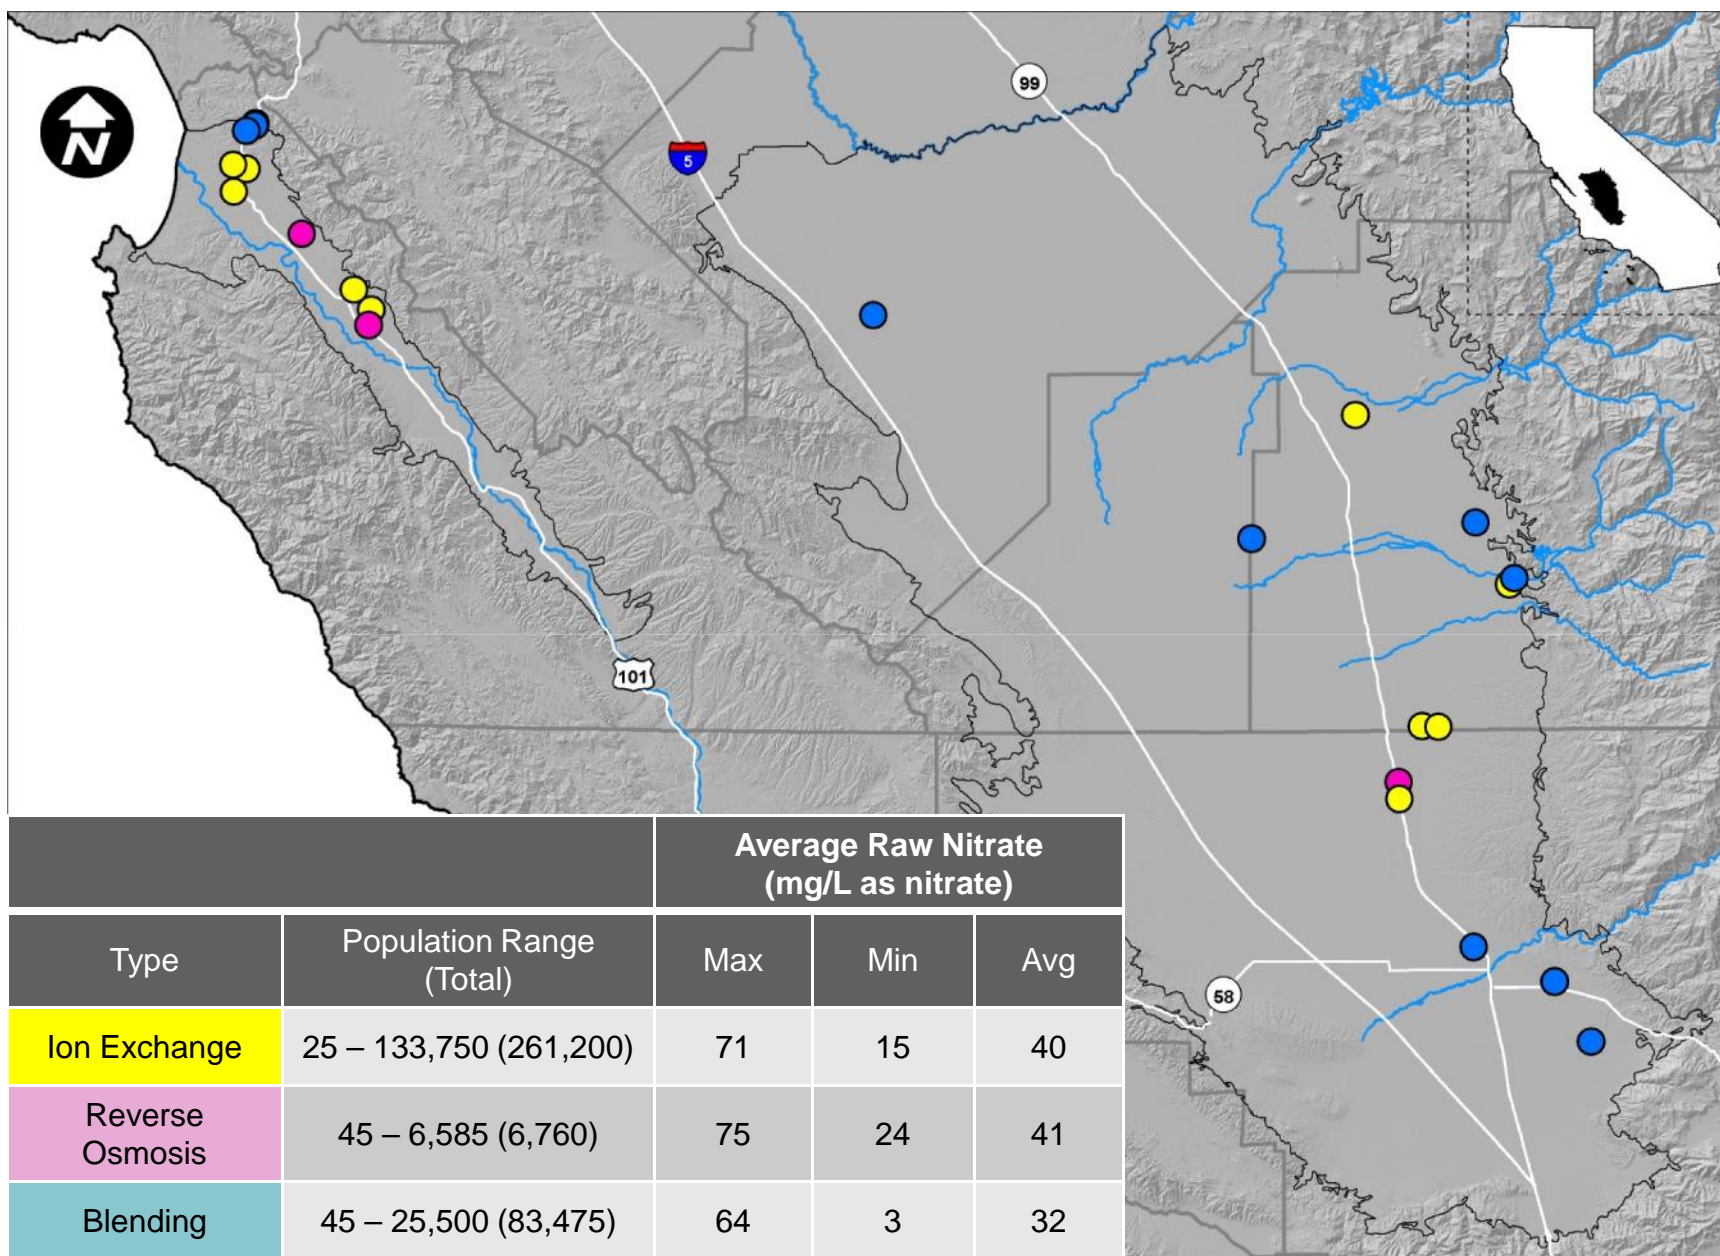 N
5
99
101
58
Average Raw Nitrate
(mg/L as nitrate)
Type
Population Range
(Total)
Max
Min
Avg
Ion Exchange
25 – 133,750 (261,200)
71
15
40
Reverse
Osmosis
45 – 6,585 (6,760)
75
24
41
Blending
45 – 25,500 (83,475)
64
3
32